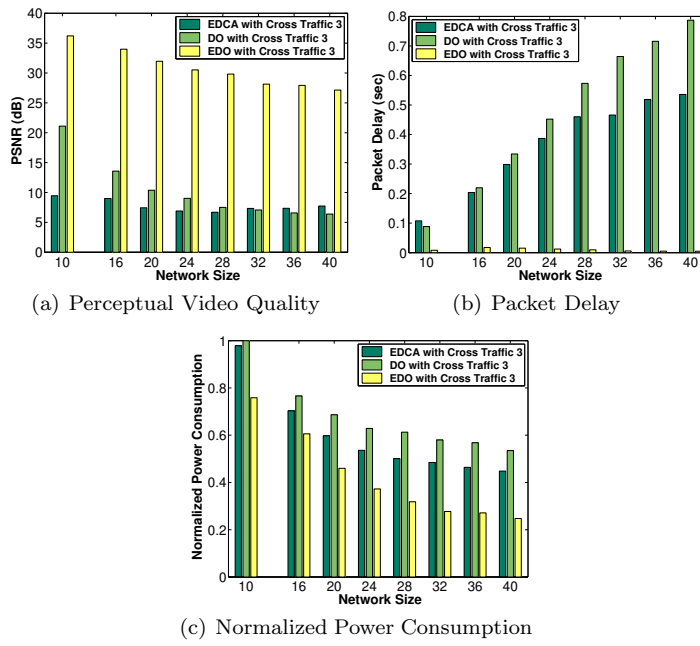 40
35
30
25
20
15
10
5
0
PSNR (dB)
EDCA with Cross Traffic 3
DO with Cross Traffic 3
EDO with Cross Traffic 3
10 16 20 24 28 32 36 40
Network Size
(a) Perceptual Video Quality
0.8
0.7
0.6
0.5
0.4
0.3
0.2
0.1
0
Packet Delay (sec)
EDCA with Cross Traffic 3
DO with Cross Traffic 3
EDO with Cross Traffic 3
10 16 20 24 28 32 36 40
Network Size
(b) Packet Delay
1
0.8
0.6
0.4
0.2
0
Normalized Power Consumption
EDCA with Cross Traffic 3
DO with Cross Traffic 3
EDO with Cross Traffic 3
10 16 20 24 28 32 36 40
Network Size
(c) Normalized Power Consumption